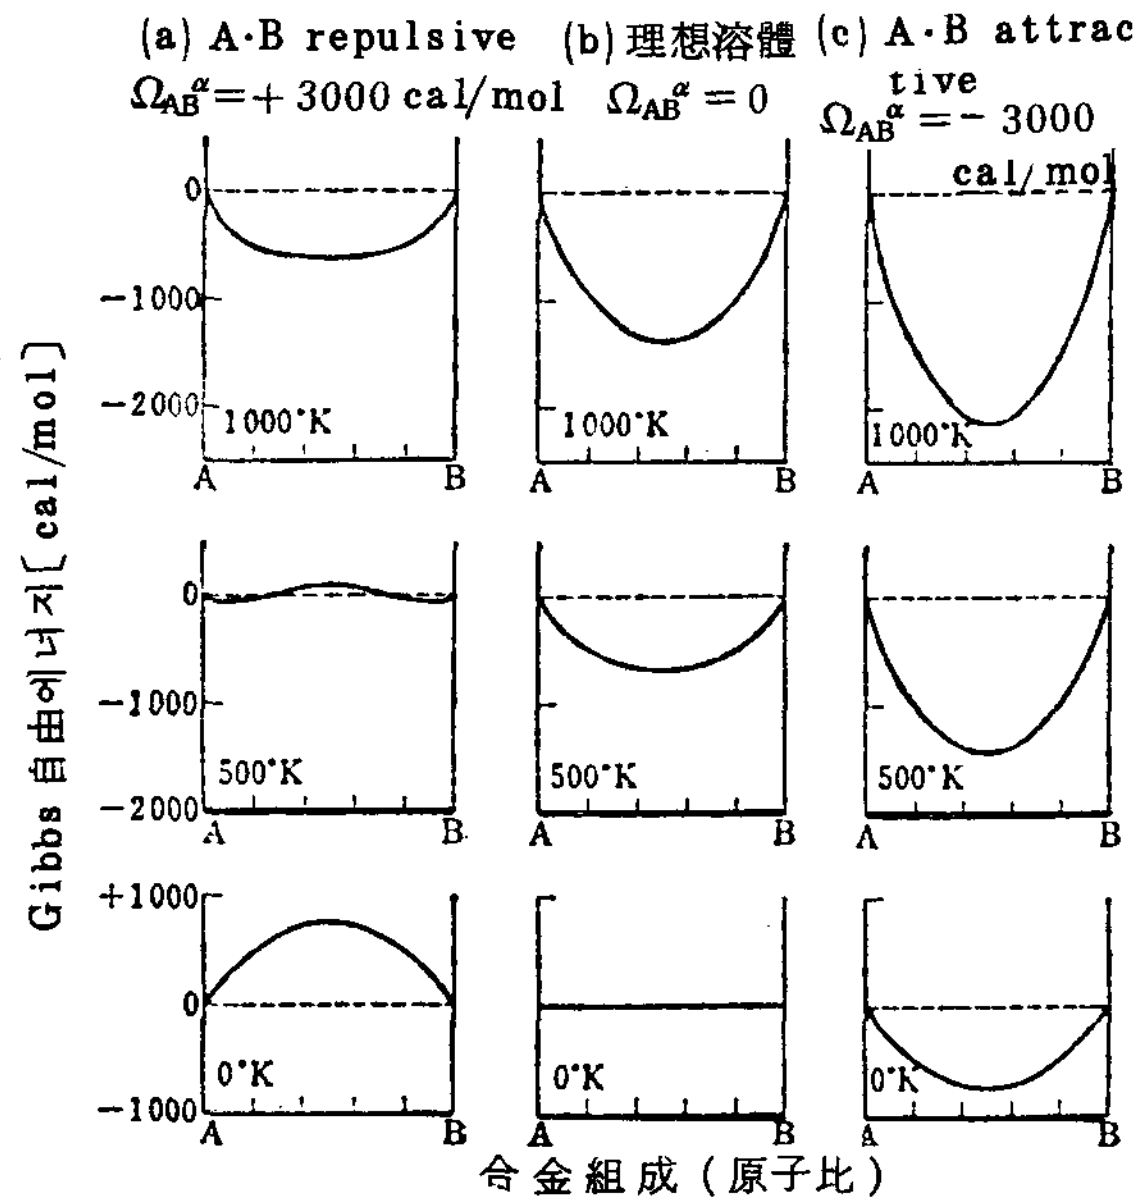 (a) A·B repulsive (b) 理想溶體 (c) A·B attrac
tive
Ω_AB^α = + 3000 cal/mol Ω_AB^α = 0 Ω_AB^α = - 3000
cal/mol
0
-1000
-2000
1000°K 1000°K 1000°K
A B A B A B
0
-1000
-2000
500°K 500°K 500°K
A B A B A B
+1000
0
-1000
0°K 0°K 0°K
A B A B A B
Gibbs 自由에너지〔cal/mol〕
合金組成 (原子比)